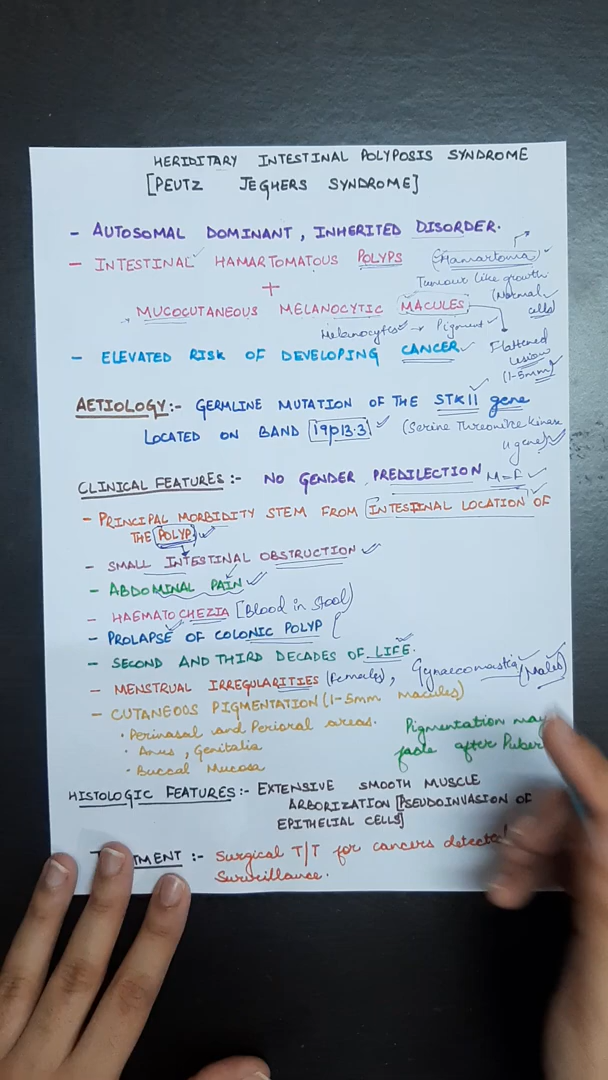 HERIDITARY INTESTINAL POLYPOSIS SYNDROME
[PEUTZ JEGHERS SYNDROME]
- AUTOSOMAL DOMINANT, INHERITED DISORDER.
- INTESTINAL HAMARTOMATOUS POLYPS (Hamartoma)
Tumour like growth
+
(Normal cells)
MUCOCUTANEOUS MELANOCYTIC MACULES
Melanocytes → Pigment
Flattened lesion (1-5mm)
- ELEVATED RISK OF DEVELOPING CANCER
AETIOLOGY:- GERMLINE MUTATION OF THE STK11 gene
LOCATED ON BAND 19p13.3 (Serine Threonine Kinase
11 gene)
CLINICAL FEATURES:- NO GENDER PREDILECTION M=F
- PRINCIPAL MORBIDITY STEM FROM INTESTINAL LOCATION OF
THE POLYP
- SMALL INTESTINAL OBSTRUCTION
- ABDOMINAL PAIN
- HAEMATOCHEZIA [Blood in Stool)
- PROLAPSE OF COLONIC POLYP
- SECOND AND THIRD DECADES OF LIFE.
- MENSTRUAL IRREGULARITIES (Females), Gynaecomastia (Males)
- CUTANEOUS PIGMENTATION (1-5mm macules)
• Perinasal and Perioral areas.
• Anus, Genitalia
• Buccal Mucosa
Pigmentation may
fade after Puber
HISTOLOGIC FEATURES:- EXTENSIVE SMOOTH MUSCLE
ARBORIZATION [PSEUDOINVASION OF
EPITHELIAL CELLS]
TMENT:- Surgical T/T for cancers detected
Surveillance.